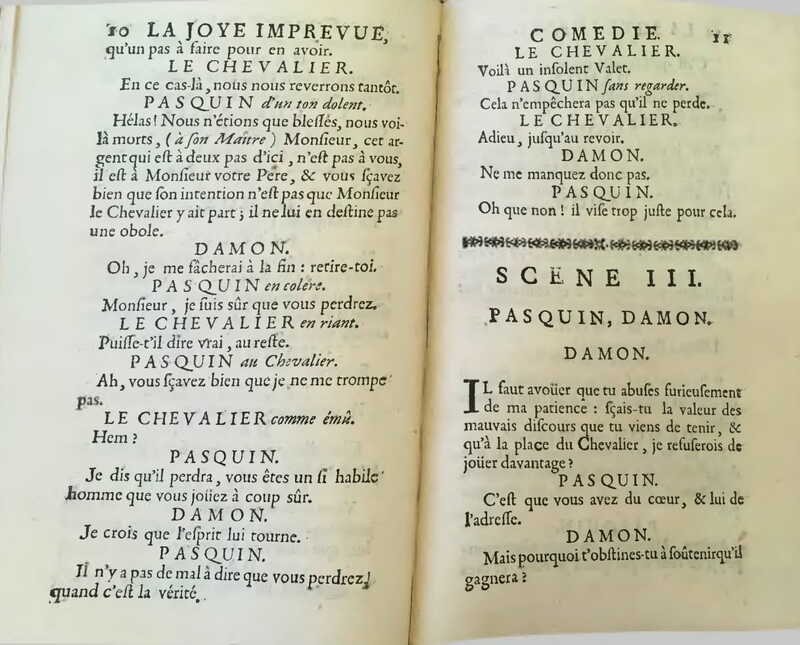 10 LA JOYE IMPREVUE,
qu'un pas à faire pour en avoir.
LE CHEVALIER.
En ce cas-là, nous nous reverrons tantôt.
PASQUIN d'un ton dolent.
Hélas! Nous n'étions que bleſſés, nous voi-
là morts, (à ſon Maître) Monſieur, cet ar-
gent qui eſt à deux pas d'ici, n'eſt pas à vous,
il eſt à Monſieur votre Pere, & vous ſçavez
bien que ſon intention n'eſt pas que Monſieur
le Chevalier y ait part; il ne lui en deſtine pas
une obole.
DAMON.
Oh, je me fâcherai à la fin : retire-toi.
PASQUIN en colére.
Monſieur, je ſuis sûr que vous perdrez.
LE CHEVALIER en riant.
Puiſſe-t'il dire vrai, au reſte.
PASQUIN au Chevalier.
Ah, vous ſçavez bien que je ne me trompe
pas.
LE CHEVALIER comme émû.
Hem ?
PASQUIN.
Je dis qu'il perdra, vous êtes un ſi habile
homme que vous joüez à coup sûr.
DAMON.
Je crois que l'eſprit lui tourne.
PASQUIN.
Il n'y a pas de mal à dire que vous perdrez,
quand c'eſt la vérité.
COMEDIE. 11
LE CHEVALIER.
Voilà un inſolent Valet.
PASQUIN ſans regarder.
Cela n'empêchera pas qu'il ne perde.
LE CHEVALIER.
Adieu, juſqu'au revoir.
DAMON.
Ne me manquez donc pas.
PASQUIN.
Oh que non ! il viſe trop juſte pour cela.
SCENE III.
PASQUIN, DAMON.
DAMON.
IL faut avoüer que tu abuſes furieuſement
de ma patience : ſçais-tu la valeur des
mauvais diſcours que tu viens de tenir, &
qu'à la place du Chevalier, je refuſerois de
joüer davantage ?
PASQUIN.
C'eſt que vous avez du cœur, & lui de
l'adreſſe.
DAMON.
Mais pourquoi t'obſtines-tu à ſoûtenir qu'il
gagnera ?